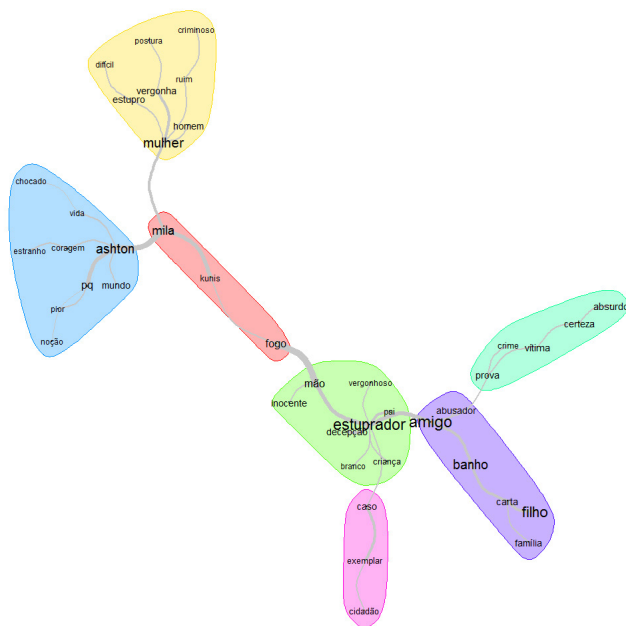 criminoso
postura
difícil
ruim
vergonha
estupro
homem
mulher
chocado
vida
mila
estranho
coragem
ashton
kunis
pq
mundo
pior
noção
fogo
absurdo
certeza
crime
vítima
prova
mão
vergonhoso
inocente
psi
abusador
estuprador
amigo
decepção
branco
criança
banho
caso
carta
filho
família
exemplar
cidadão